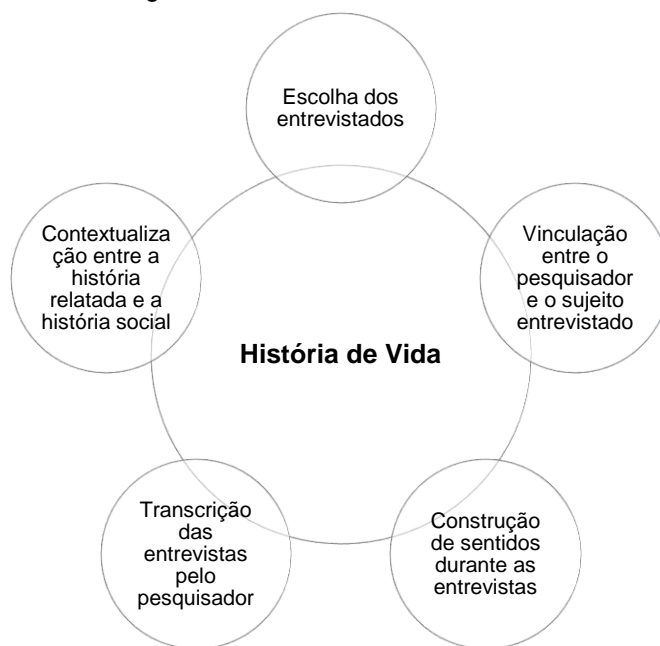 Escolha dos
entrevistados
Vinculação
entre o
pesquisador
e o sujeito
entrevistado
Construção
de sentidos
durante as
entrevistas
Transcrição
das
entrevistas
pelo
pesquisador
Contextualiza
ção entre a
história
relatada e a
história social
História de Vida